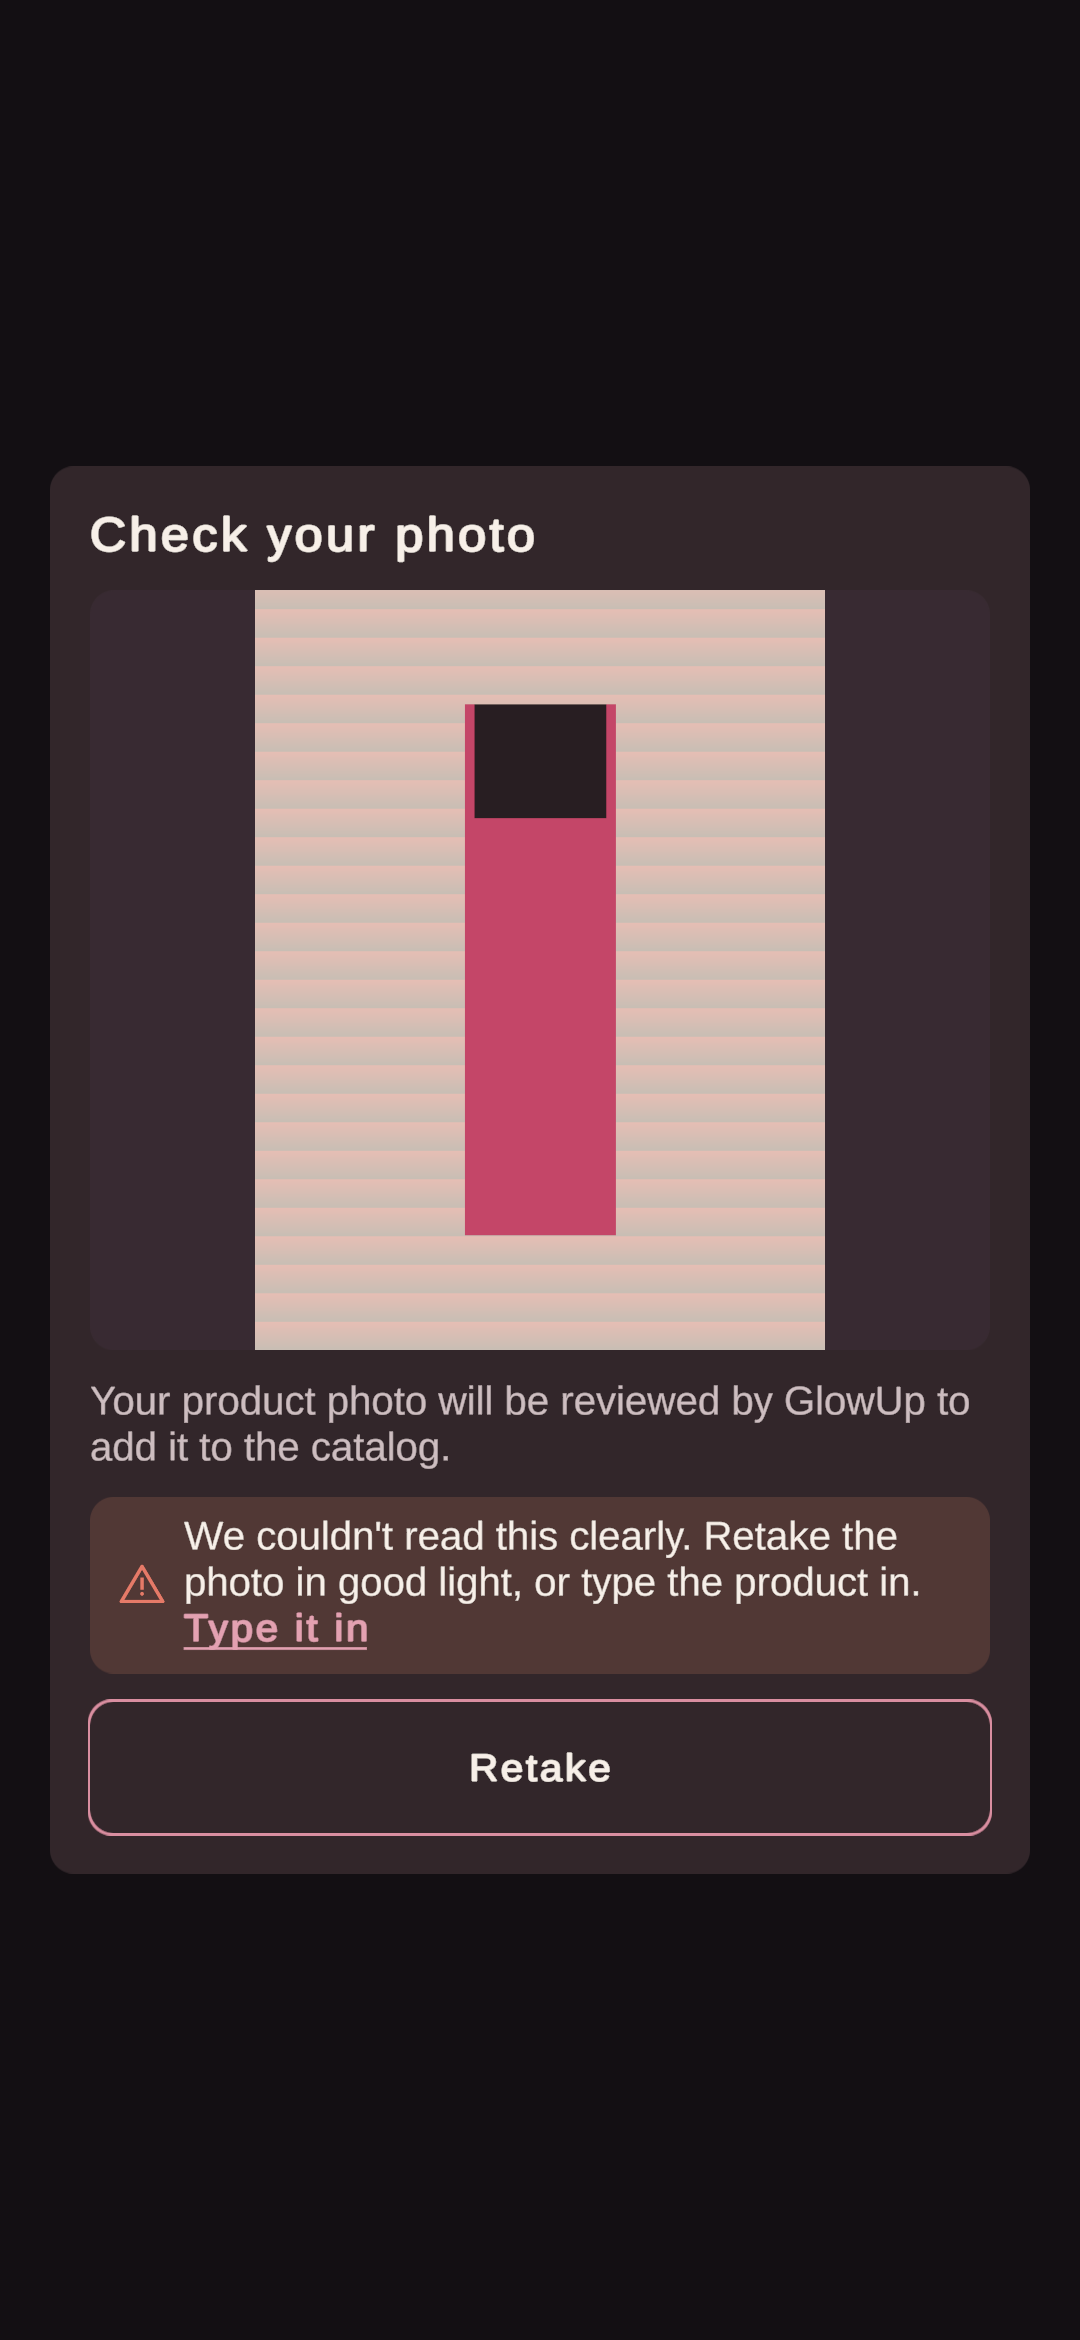 Check your photo
Your product photo will be reviewed by GlowUp to
add it to the catalog.
We couldn't read this clearly. Retake the
photo in good light, or type the product in.
Type it in
Retake